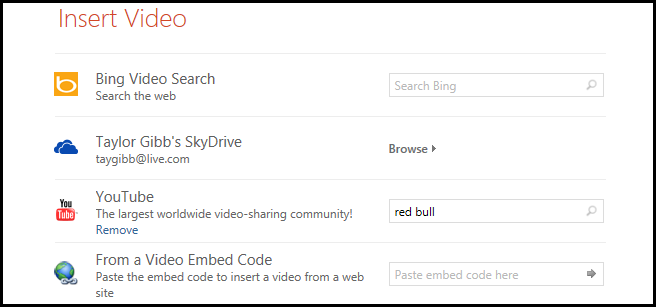 Insert Video
Bing Video Search
Search the web
Search Bing
Taylor Gibb's SkyDrive
taygibb@live.com
Browse
YouTube
The largest worldwide video-sharing community!
Remove
You
Tube
red bull
From a Video Embed Code
Paste the embed code to insert a video from a web
site
Paste embed code here